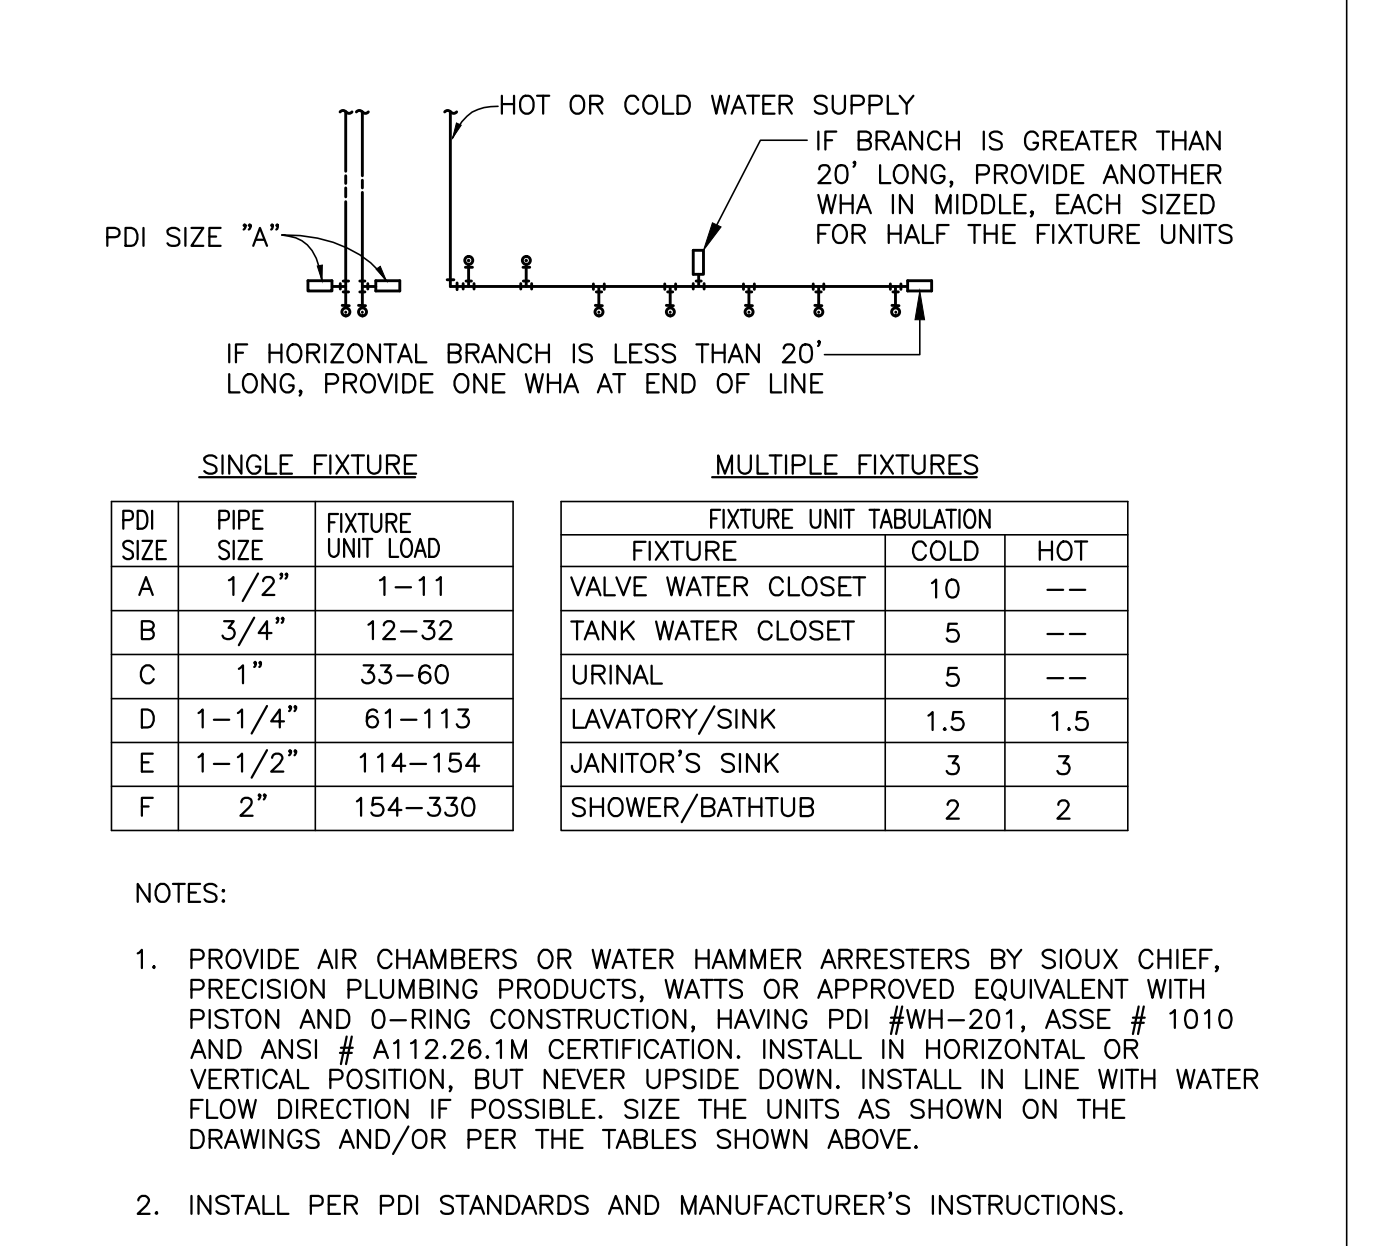 HOT OR COLD WATER SUPPLY
IF BRANCH IS GREATER THAN
20' LONG, PROVIDE ANOTHER
WHA IN MIDDLE, EACH SIZED
FOR HALF THE FIXTURE UNITS
PDI SIZE "A"
IF HORIZONTAL BRANCH IS LESS THAN 20'
LONG, PROVIDE ONE WHA AT END OF LINE
SINGLE FIXTURE
PDI SIZE PIPE SIZE FIXTURE UNIT LOAD
A 1/2" 1-11
B 3/4" 12-32
C 1" 33-60
D 1-1/4" 61-113
E 1-1/2" 114-154
F 2" 154-330
MULTIPLE FIXTURES
FIXTURE UNIT TABULATION
FIXTURE COLD HOT
VALVE WATER CLOSET 10 --
TANK WATER CLOSET 5 --
URINAL 5 --
LAVATORY/SINK 1.5 1.5
JANITOR'S SINK 3 3
SHOWER/BATHTUB 2 2
NOTES:
1. PROVIDE AIR CHAMBERS OR WATER HAMMER ARRESTERS BY SIOUX CHIEF,
PRECISION PLUMBING PRODUCTS, WATTS OR APPROVED EQUIVALENT WITH
PISTON AND O-RING CONSTRUCTION, HAVING PDI #WH-201, ASSE # 1010
AND ANSI # A112.26.1M CERTIFICATION. INSTALL IN HORIZONTAL OR
VERTICAL POSITION, BUT NEVER UPSIDE DOWN. INSTALL IN LINE WITH WATER
FLOW DIRECTION IF POSSIBLE. SIZE THE UNITS AS SHOWN ON THE
DRAWINGS AND/OR PER THE TABLES SHOWN ABOVE.
2. INSTALL PER PDI STANDARDS AND MANUFACTURER'S INSTRUCTIONS.